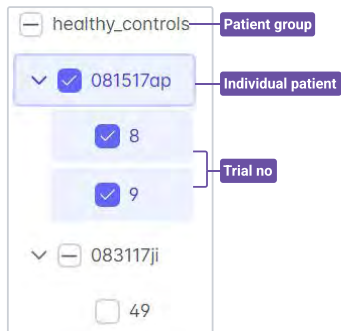 healthy_controls
Patient group
081517ap
Individual patient
8
Trial no
9
083117ji
49